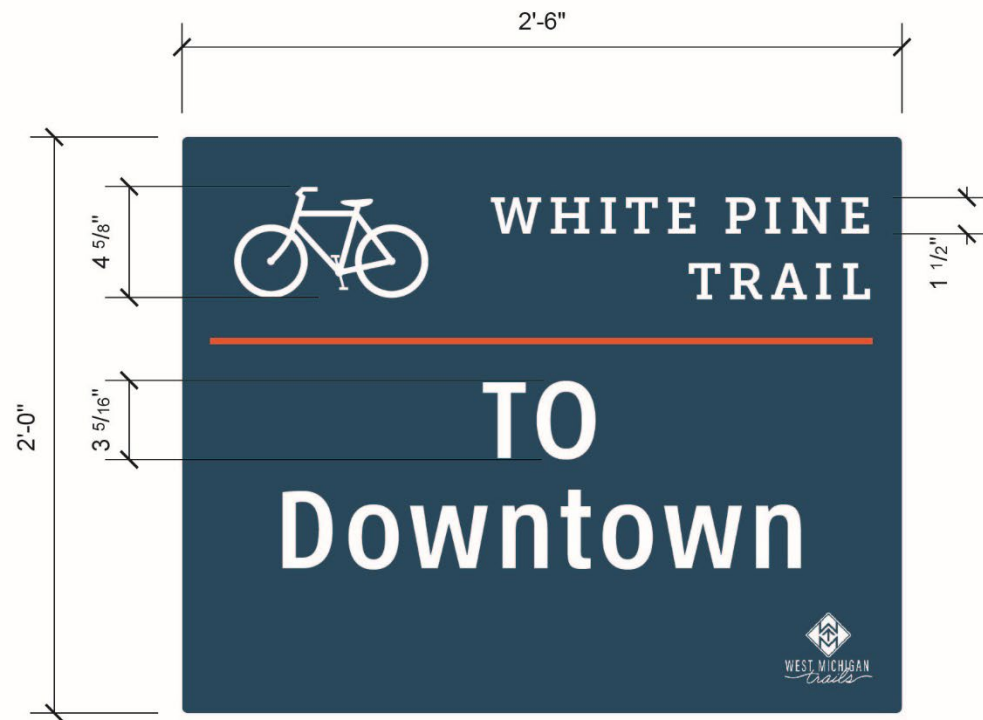 2'-6"
WHITE PINE
TRAIL
4 5/8"
1 1/2"
2'-0"
3 5/16"
TO
Downtown
WEST MICHIGAN
trails